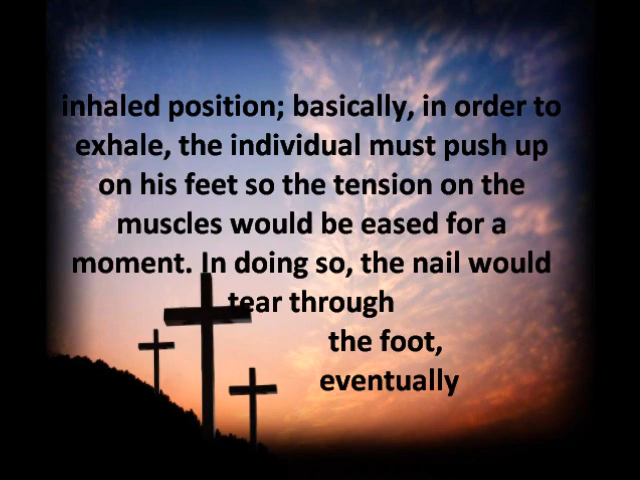 inhaled position; basically, in order to
exhale, the individual must push up
on his feet so the tension on the
muscles would be eased for a
moment. In doing so, the nail would
tear through
the foot,
eventually